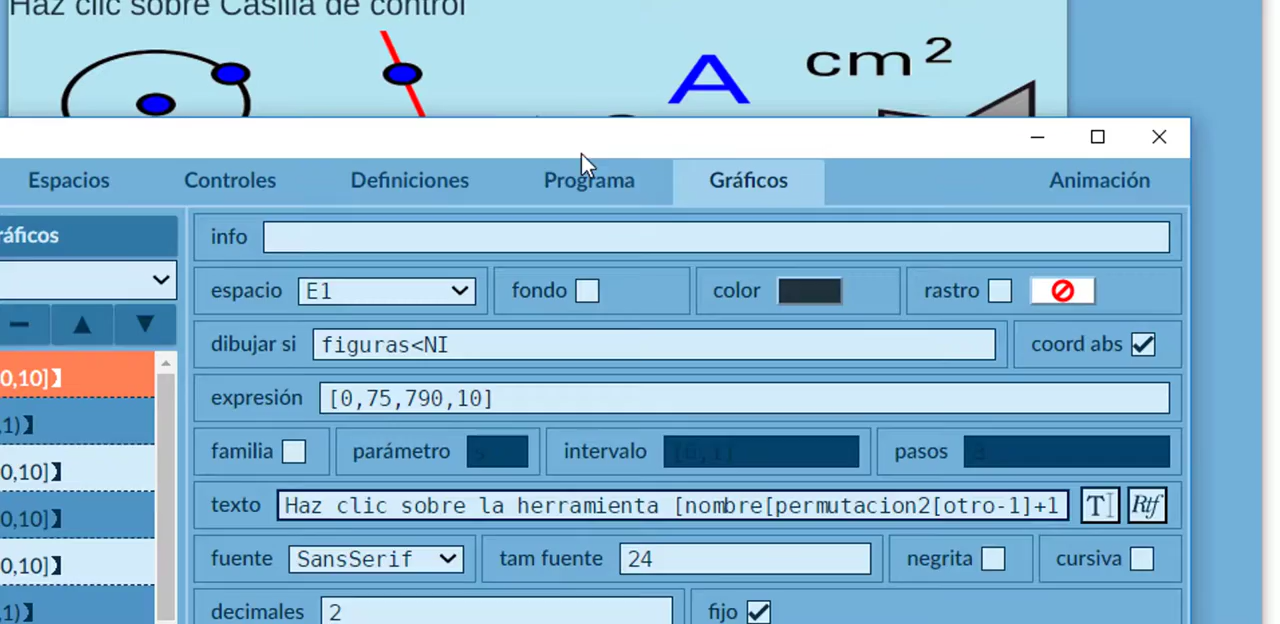 Haz clic sobre Casilla de control
A
cm²
Espacios Controles Definiciones Programa Gráficos Animación
ráficos info
espacio E1 fondo color rastro
dibujar si figuras<NI coord abs
0,10]】
expresión [0,75,790,10]
,1)】
familia parámetro intervalo [0,1] pasos
0,10]】
texto Haz clic sobre la herramienta [nombre[permutacion2[otro-1]+1
0,10]】
fuente SansSerif tam fuente 24 negrita cursiva
0,10]】
decimales 2 fijo
,1)】